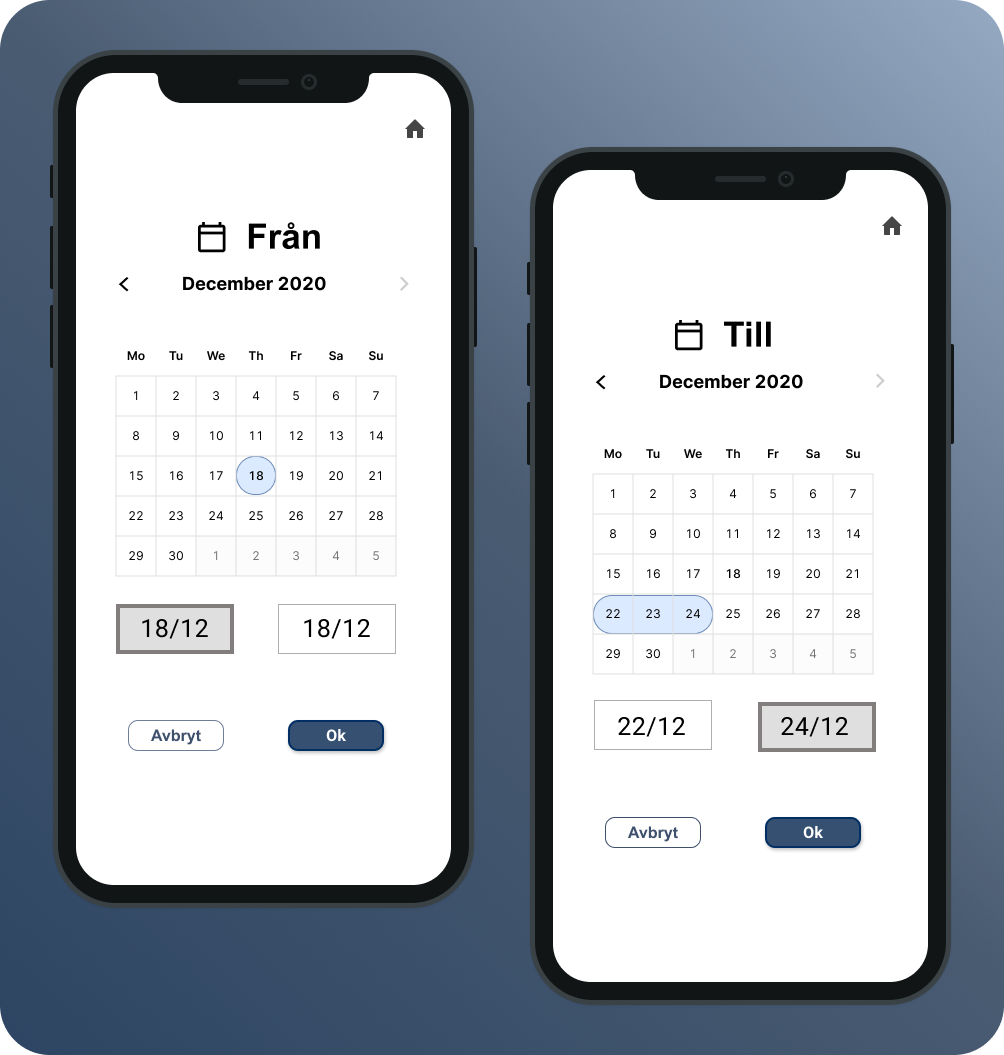 Från
December 2020
Mo Tu We Th Fr Sa Su
1 2 3 4 5 6 7
8 9 10 11 12 13 14
15 16 17 18 19 20 21
22 23 24 25 26 27 28
29 30 1 2 3 4 5
18/12 18/12
Avbryt Ok
Till
December 2020
Mo Tu We Th Fr Sa Su
1 2 3 4 5 6 7
8 9 10 11 12 13 14
15 16 17 18 19 20 21
22 23 24 25 26 27 28
29 30 1 2 3 4 5
22/12 24/12
Avbryt Ok